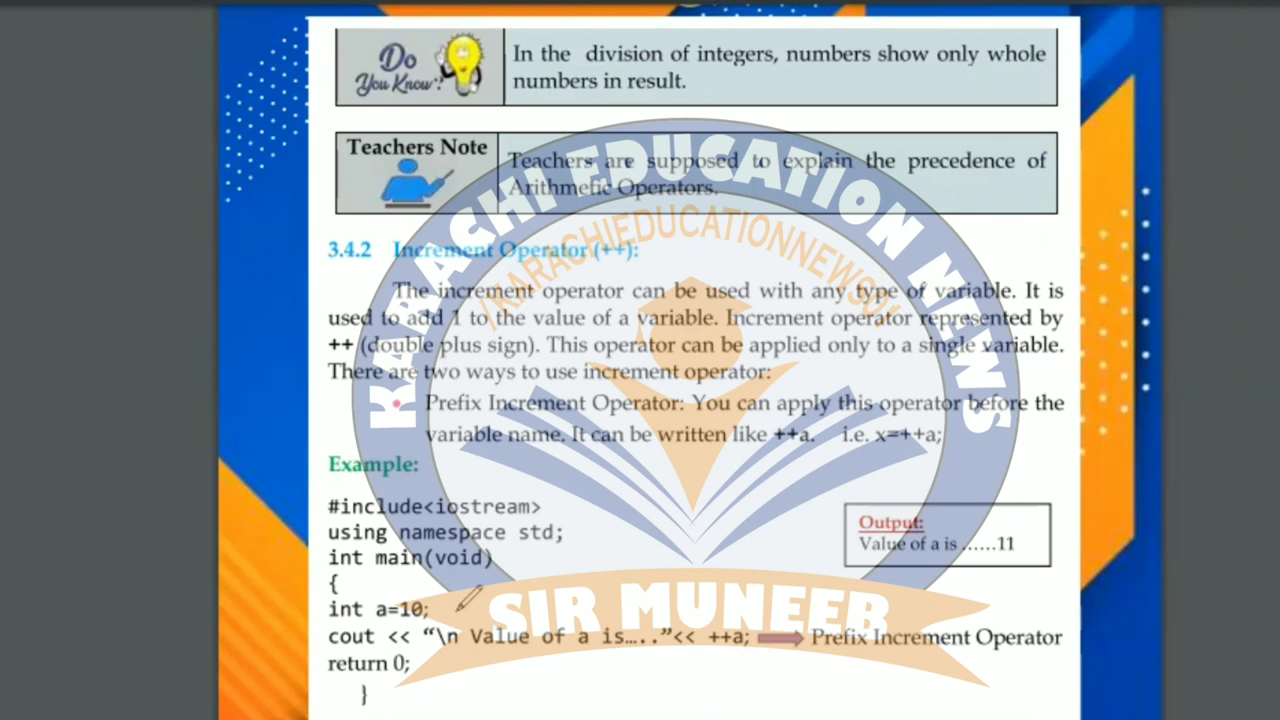 Do
You Know?
In the division of integers, numbers show only whole
numbers in result.
Teachers Note
Teachers are supposed to explain the precedence of
Arithmetic Operators.
KARACHI EDUCATION NEWS
/KARACHIEDUCATIONNEWS01
3.4.2 Increment Operator (++):
The increment operator can be used with any type of variable. It is
used to add 1 to the value of a variable. Increment operator represented by
++ (double plus sign). This operator can be applied only to a single variable.
There are two ways to use increment operator:
• Prefix Increment Operator: You can apply this operator before the
variable name. It can be written like ++a. i.e. x=++a;
Example:
#include<iostream>
using namespace std;
int main(void)
{
int a=10;
cout << “\n Value of a is…..”<< ++a; Prefix Increment Operator
return 0;
}
Output:
Value of a is ……11
SIR MUNEER